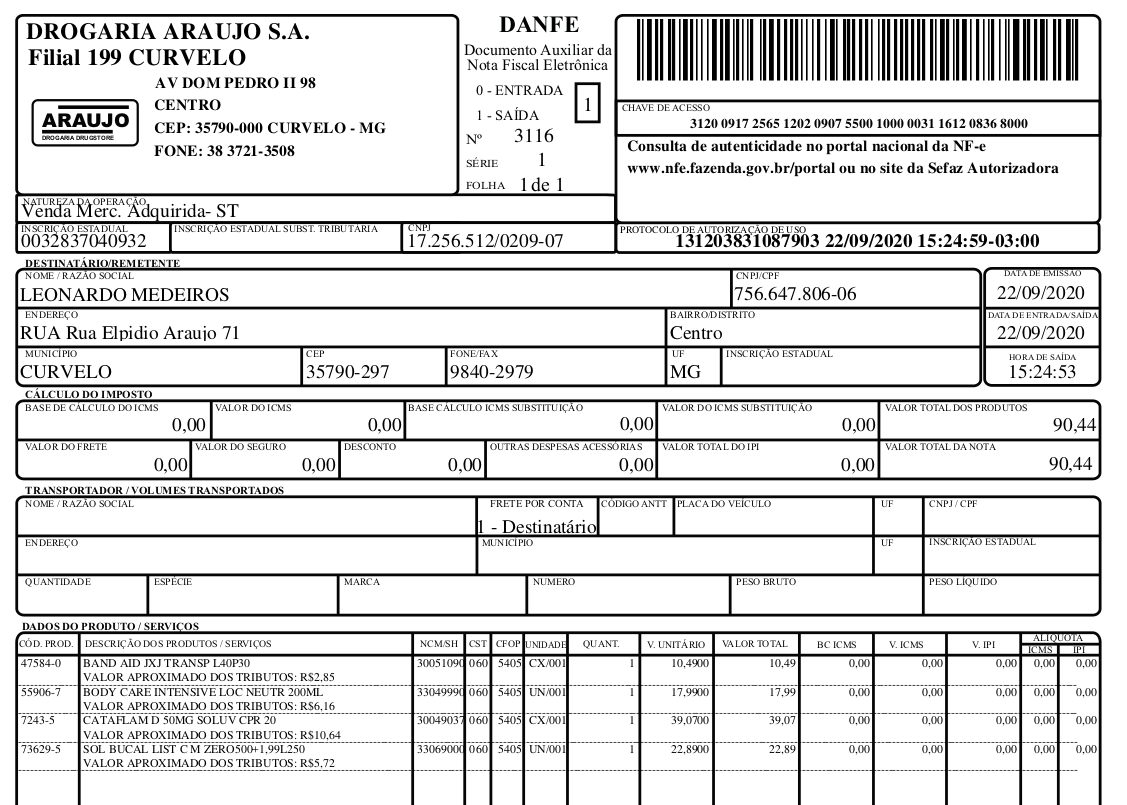 DROGARIA ARAUJO S.A.
Filial 199 CURVELO
AV DOM PEDRO II 98
CENTRO
CEP: 35790-000 CURVELO - MG
FONE: 38 3721-3508
ARAUJO
DROGARIA DRUGSTORE
DANFE
Documento Auxiliar da
Nota Fiscal Eletrônica
0 - ENTRADA
1 - SAÍDA
1
Nº 3116
SÉRIE 1
FOLHA 1 de 1
CHAVE DE ACESSO
3120 0917 2565 1202 0907 5500 1000 0031 1612 0836 8000
Consulta de autenticidade no portal nacional da NF-e
www.nfe.fazenda.gov.br/portal ou no site da Sefaz Autorizadora
NATUREZA DA OPERAÇÃO
Venda Merc. Adquirida- ST
INSCRIÇÃO ESTADUAL INSCRIÇÃO ESTADUAL SUBST. TRIBUTARIA CNPJ PROTOCOLO DE AUTORIZAÇÃO DE USO
0032837040932 17.256.512/0209-07 131203831087903 22/09/2020 15:24:59-03:00
DESTINATÁRIO/REMETENTE
NOME / RAZÃO SOCIAL CNPJ/CPF DATA DE EMISSÃO
LEONARDO MEDEIROS 756.647.806-06 22/09/2020
ENDEREÇO BAIRRO/DISTRITO DATA DE ENTRADA/SAÍDA
RUA Rua Elpidio Araujo 71 Centro 22/09/2020
MUNICÍPIO CEP FONE/FAX UF INSCRIÇÃO ESTADUAL HORA DE SAÍDA
CURVELO 35790-297 9840-2979 MG 15:24:53
CÁLCULO DO IMPOSTO
BASE DE CÁLCULO DO ICMS VALOR DO ICMS BASE CÁLCULO ICMS SUBSTITUIÇÃO VALOR DO ICMS SUBSTITUIÇÃO VALOR TOTAL DOS PRODUTOS
0,00 0,00 0,00 0,00 90,44
VALOR DO FRETE VALOR DO SEGURO DESCONTO OUTRAS DESPESAS ACESSÓRIAS VALOR TOTAL DO IPI VALOR TOTAL DA NOTA
0,00 0,00 0,00 0,00 0,00 90,44
TRANSPORTADOR / VOLUMES TRANSPORTADOS
NOME / RAZÃO SOCIAL FRETE POR CONTA CÓDIGO ANTT PLACA DO VEÍCULO UF CNPJ / CPF
1 - Destinatário
ENDEREÇO MUNICÍPIO UF INSCRIÇÃO ESTADUAL
QUANTIDADE ESPÉCIE MARCA NUMERO PESO BRUTO PESO LÍQUIDO
DADOS DO PRODUTO / SERVIÇOS
CÓD. PROD. DESCRIÇÃO DOS PRODUTOS / SERVIÇOS NCM/SH CST CFOP UNIDADE QUANT. V. UNITÁRIO VALOR TOTAL BC ICMS V. ICMS V. IPI ALIQUOTA ICMS IPI
47584-0 BAND AID JXJ TRANSP L40P30 30051090 060 5405 CX/001 1 10,4900 10,49 0,00 0,00 0,00 0,00 0,00
VALOR APROXIMADO DOS TRIBUTOS: R$2,85
55906-7 BODY CARE INTENSIVE LOC NEUTR 200ML 33049990 060 5405 UN/001 1 17,9900 17,99 0,00 0,00 0,00 0,00 0,00
VALOR APROXIMADO DOS TRIBUTOS: R$6,16
7243-5 CATAFLAM D 50MG SOLUV CPR 20 30049037 060 5405 CX/001 1 39,0700 39,07 0,00 0,00 0,00 0,00 0,00
VALOR APROXIMADO DOS TRIBUTOS: R$10,64
73629-5 SOL BUCAL LIST C M ZERO500+1,99L250 33069000 060 5405 UN/001 1 22,8900 22,89 0,00 0,00 0,00 0,00 0,00
VALOR APROXIMADO DOS TRIBUTOS: R$5,72